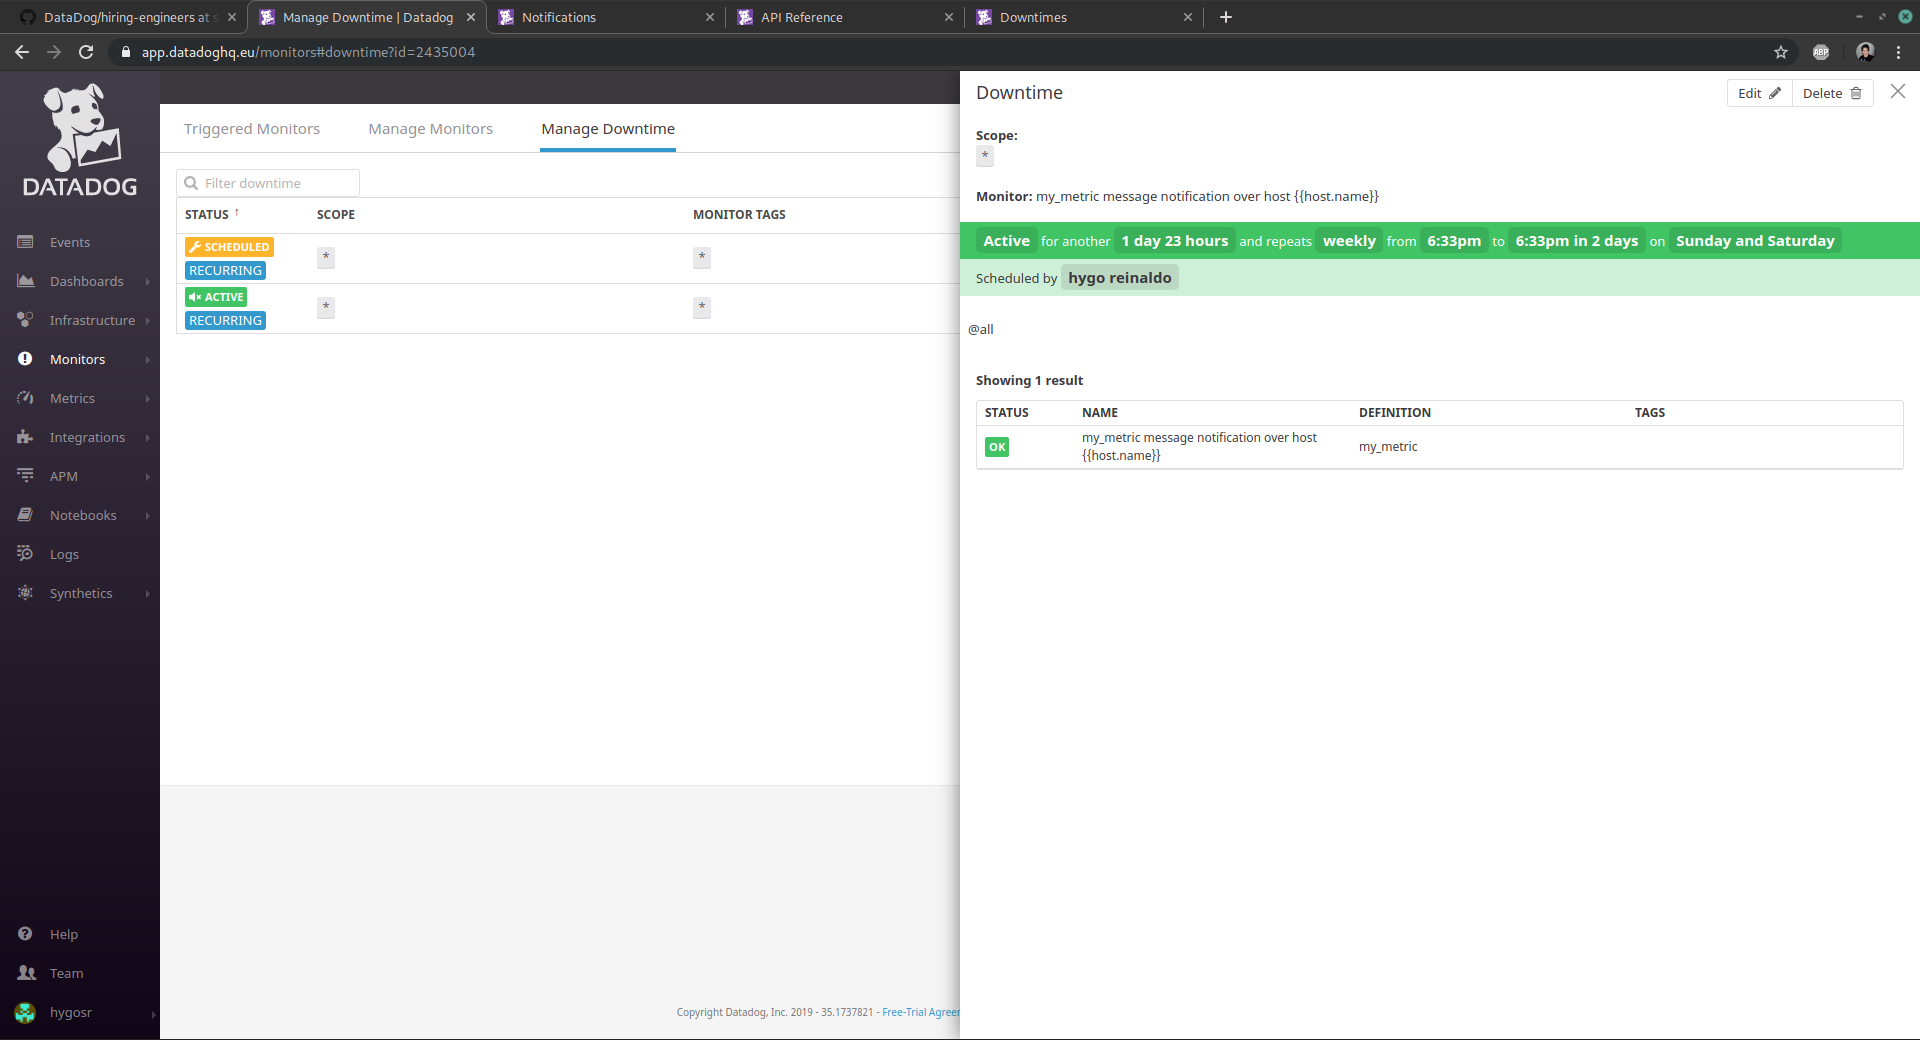 DataDog/hiring-engineers at s
Manage Downtime | Datadog
Notifications
API Reference
Downtimes
app.datadoghq.eu/monitors#downtime?id=2435004
ABP
DATADOG
Events
Dashboards
Infrastructure
Monitors
Metrics
Integrations
APM
Notebooks
Logs
Synthetics
Help
Team
hygosr
Triggered Monitors
Manage Monitors
Manage Downtime
Filter downtime
STATUS ↑ SCOPE MONITOR TAGS
SCHEDULED
RECURRING
* *
ACTIVE
RECURRING
* *
Copyright Datadog, Inc. 2019 - 35.1737821 - Free-Trial Agreer
Downtime
Edit
Delete
Scope:
*
Monitor: my_metric message notification over host {{host.name}}
Active for another 1 day 23 hours and repeats weekly from 6:33pm to 6:33pm in 2 days on Sunday and Saturday
Scheduled by hygo reinaldo
@all
Showing 1 result
STATUS NAME DEFINITION TAGS
OK
my_metric message notification over host
{{host.name}}
my_metric